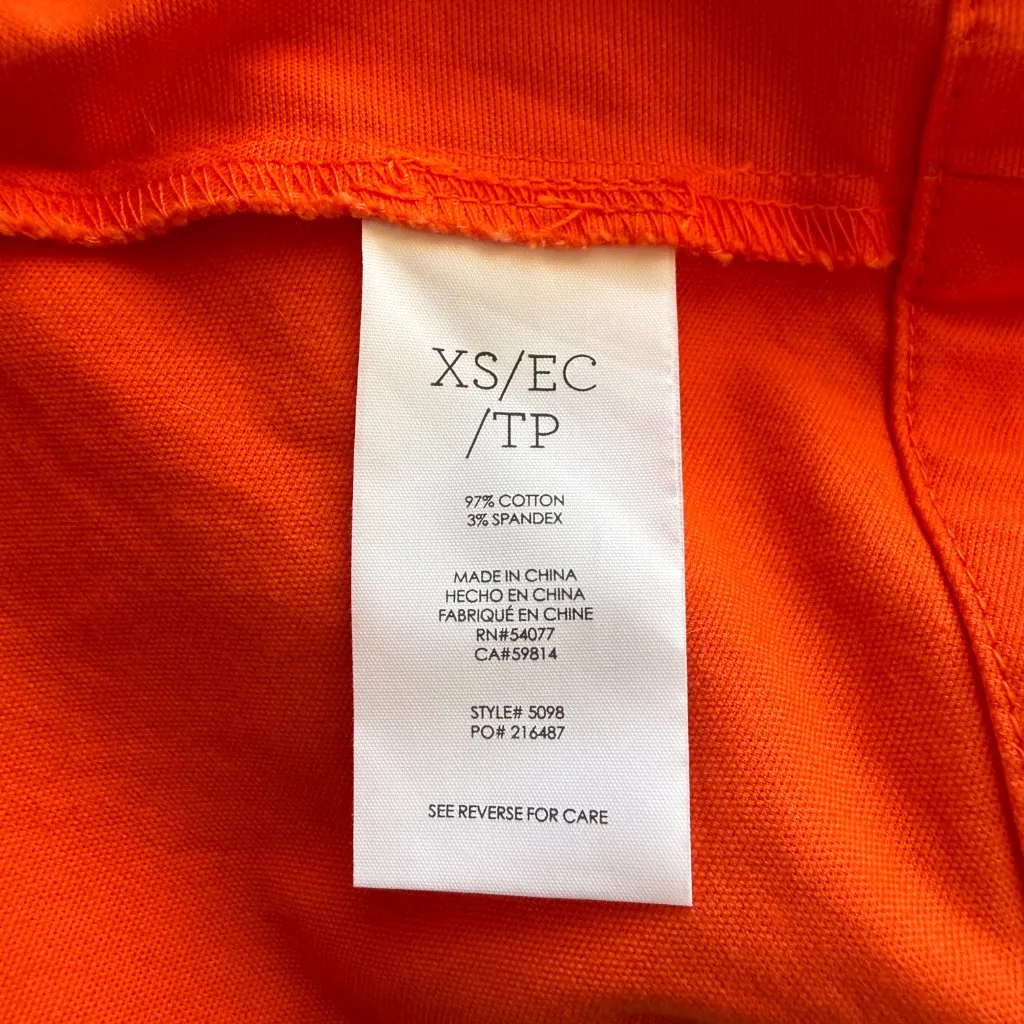 XS/EC
/TP
97% COTTON
3% SPANDEX
MADE IN CHINA
HECHO EN CHINA
FABRIQUÉ EN CHINE
RN#54077
CA#59814
STYLE# 5098
PO# 216487
SEE REVERSE FOR CARE